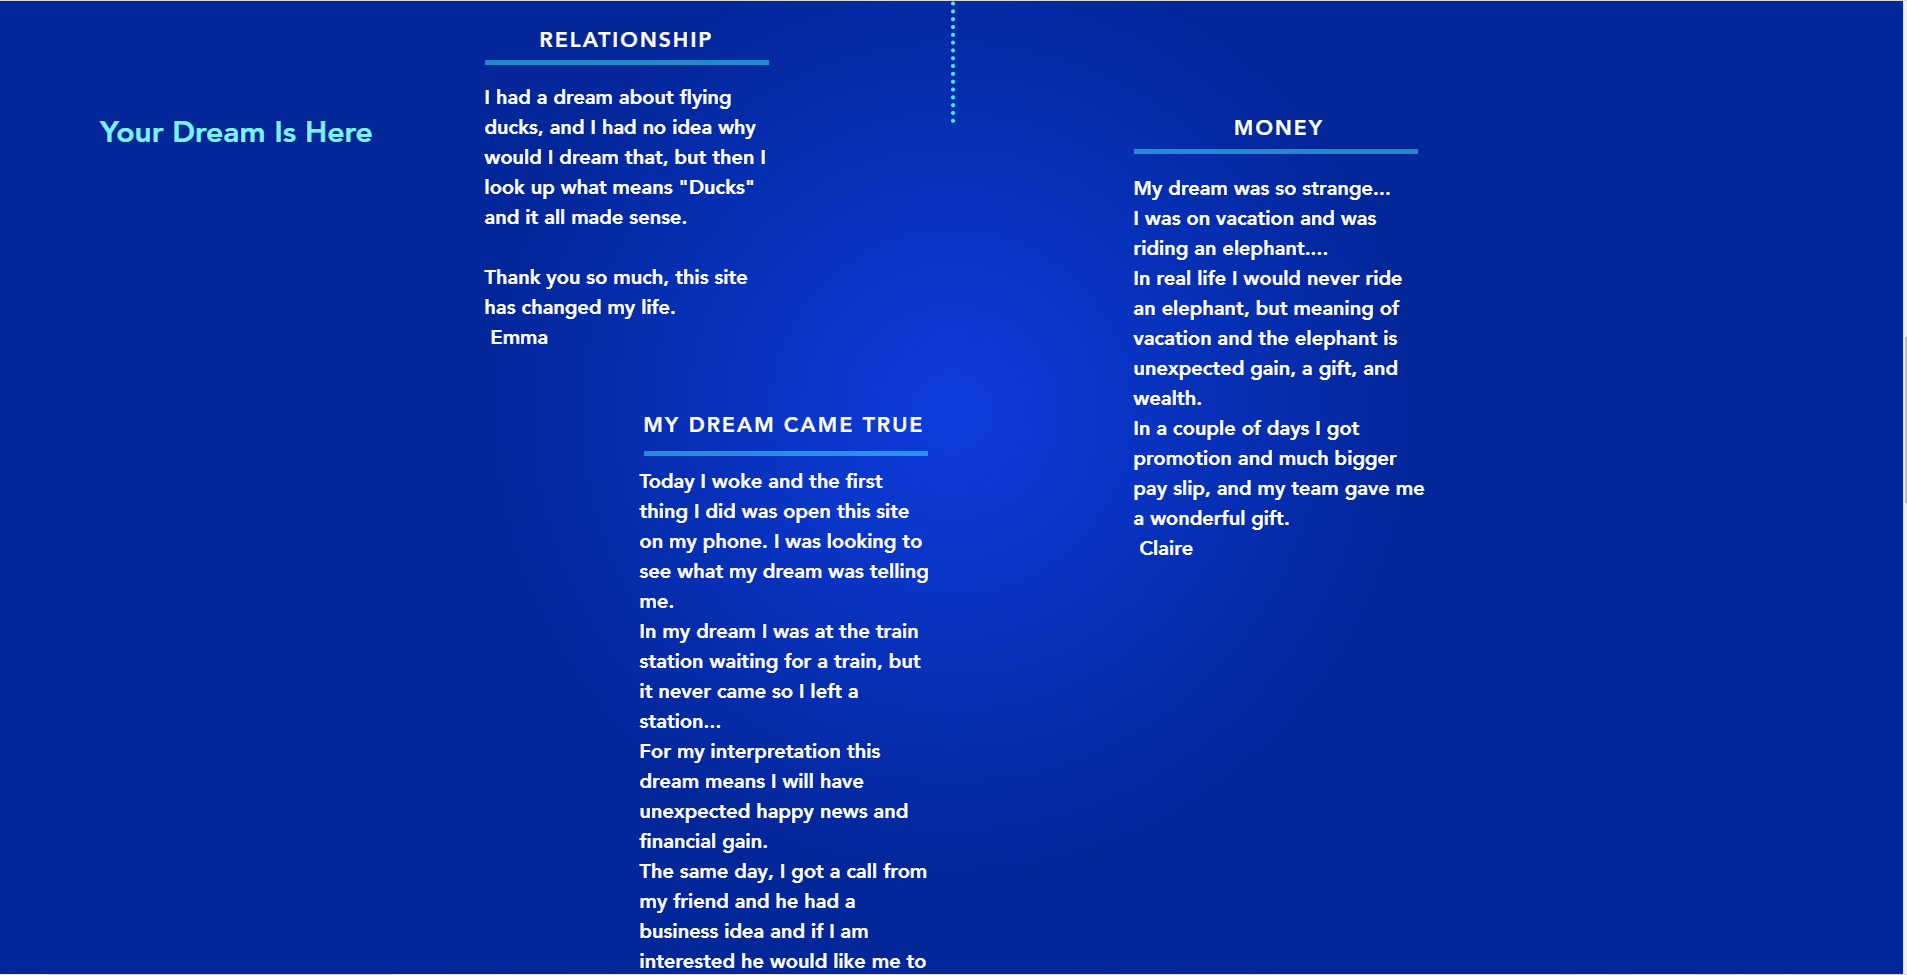 Your Dream Is Here
RELATIONSHIP
I had a dream about flying
ducks, and I had no idea why
would I dream that, but then I
look up what means "Ducks"
and it all made sense.
Thank you so much, this site
has changed my life.
Emma
MY DREAM CAME TRUE
Today I woke and the first
thing I did was open this site
on my phone. I was looking to
see what my dream was telling
me.
In my dream I was at the train
station waiting for a train, but
it never came so I left a
station...
For my interpretation this
dream means I will have
unexpected happy news and
financial gain.
The same day, I got a call from
my friend and he had a
business idea and if I am
interested he would like me to
MONEY
My dream was so strange...
I was on vacation and was
riding an elephant....
In real life I would never ride
an elephant, but meaning of
vacation and the elephant is
unexpected gain, a gift, and
wealth.
In a couple of days I got
promotion and much bigger
pay slip, and my team gave me
a wonderful gift.
Claire